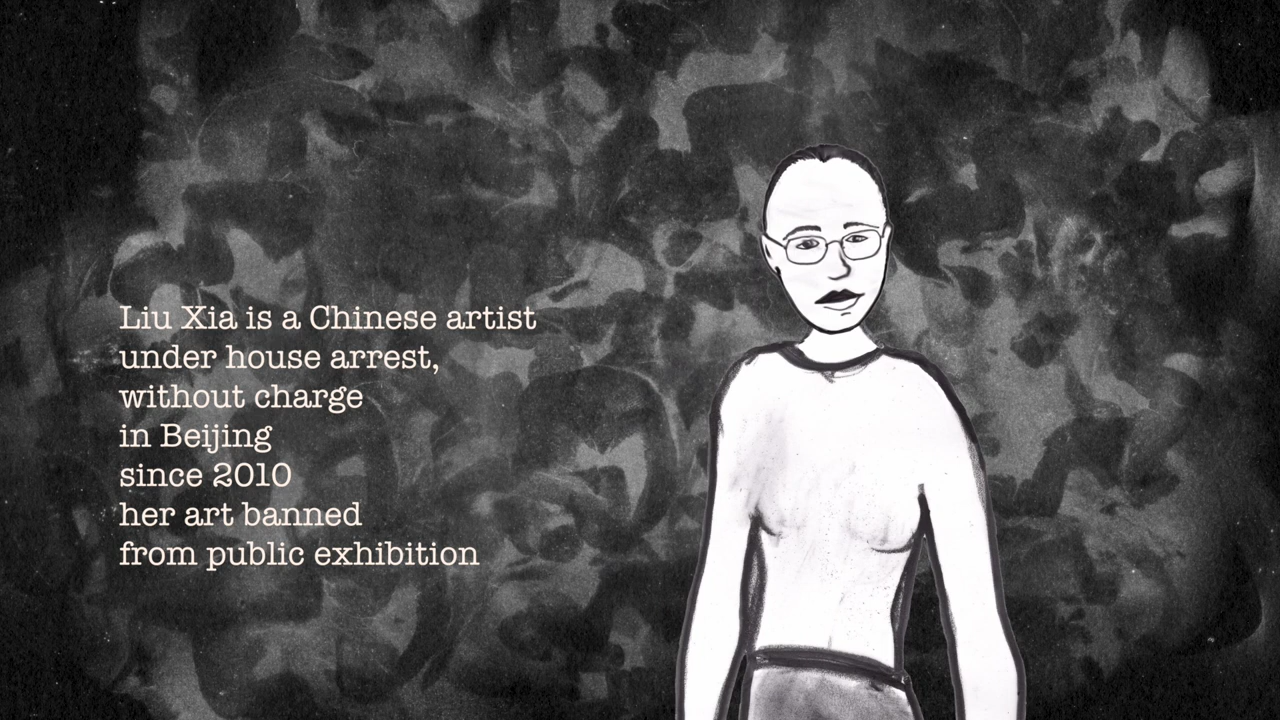 Liu Xia is a Chinese artist
under house arrest,
without charge
in Beijing
since 2010
her art banned
from public exhibition